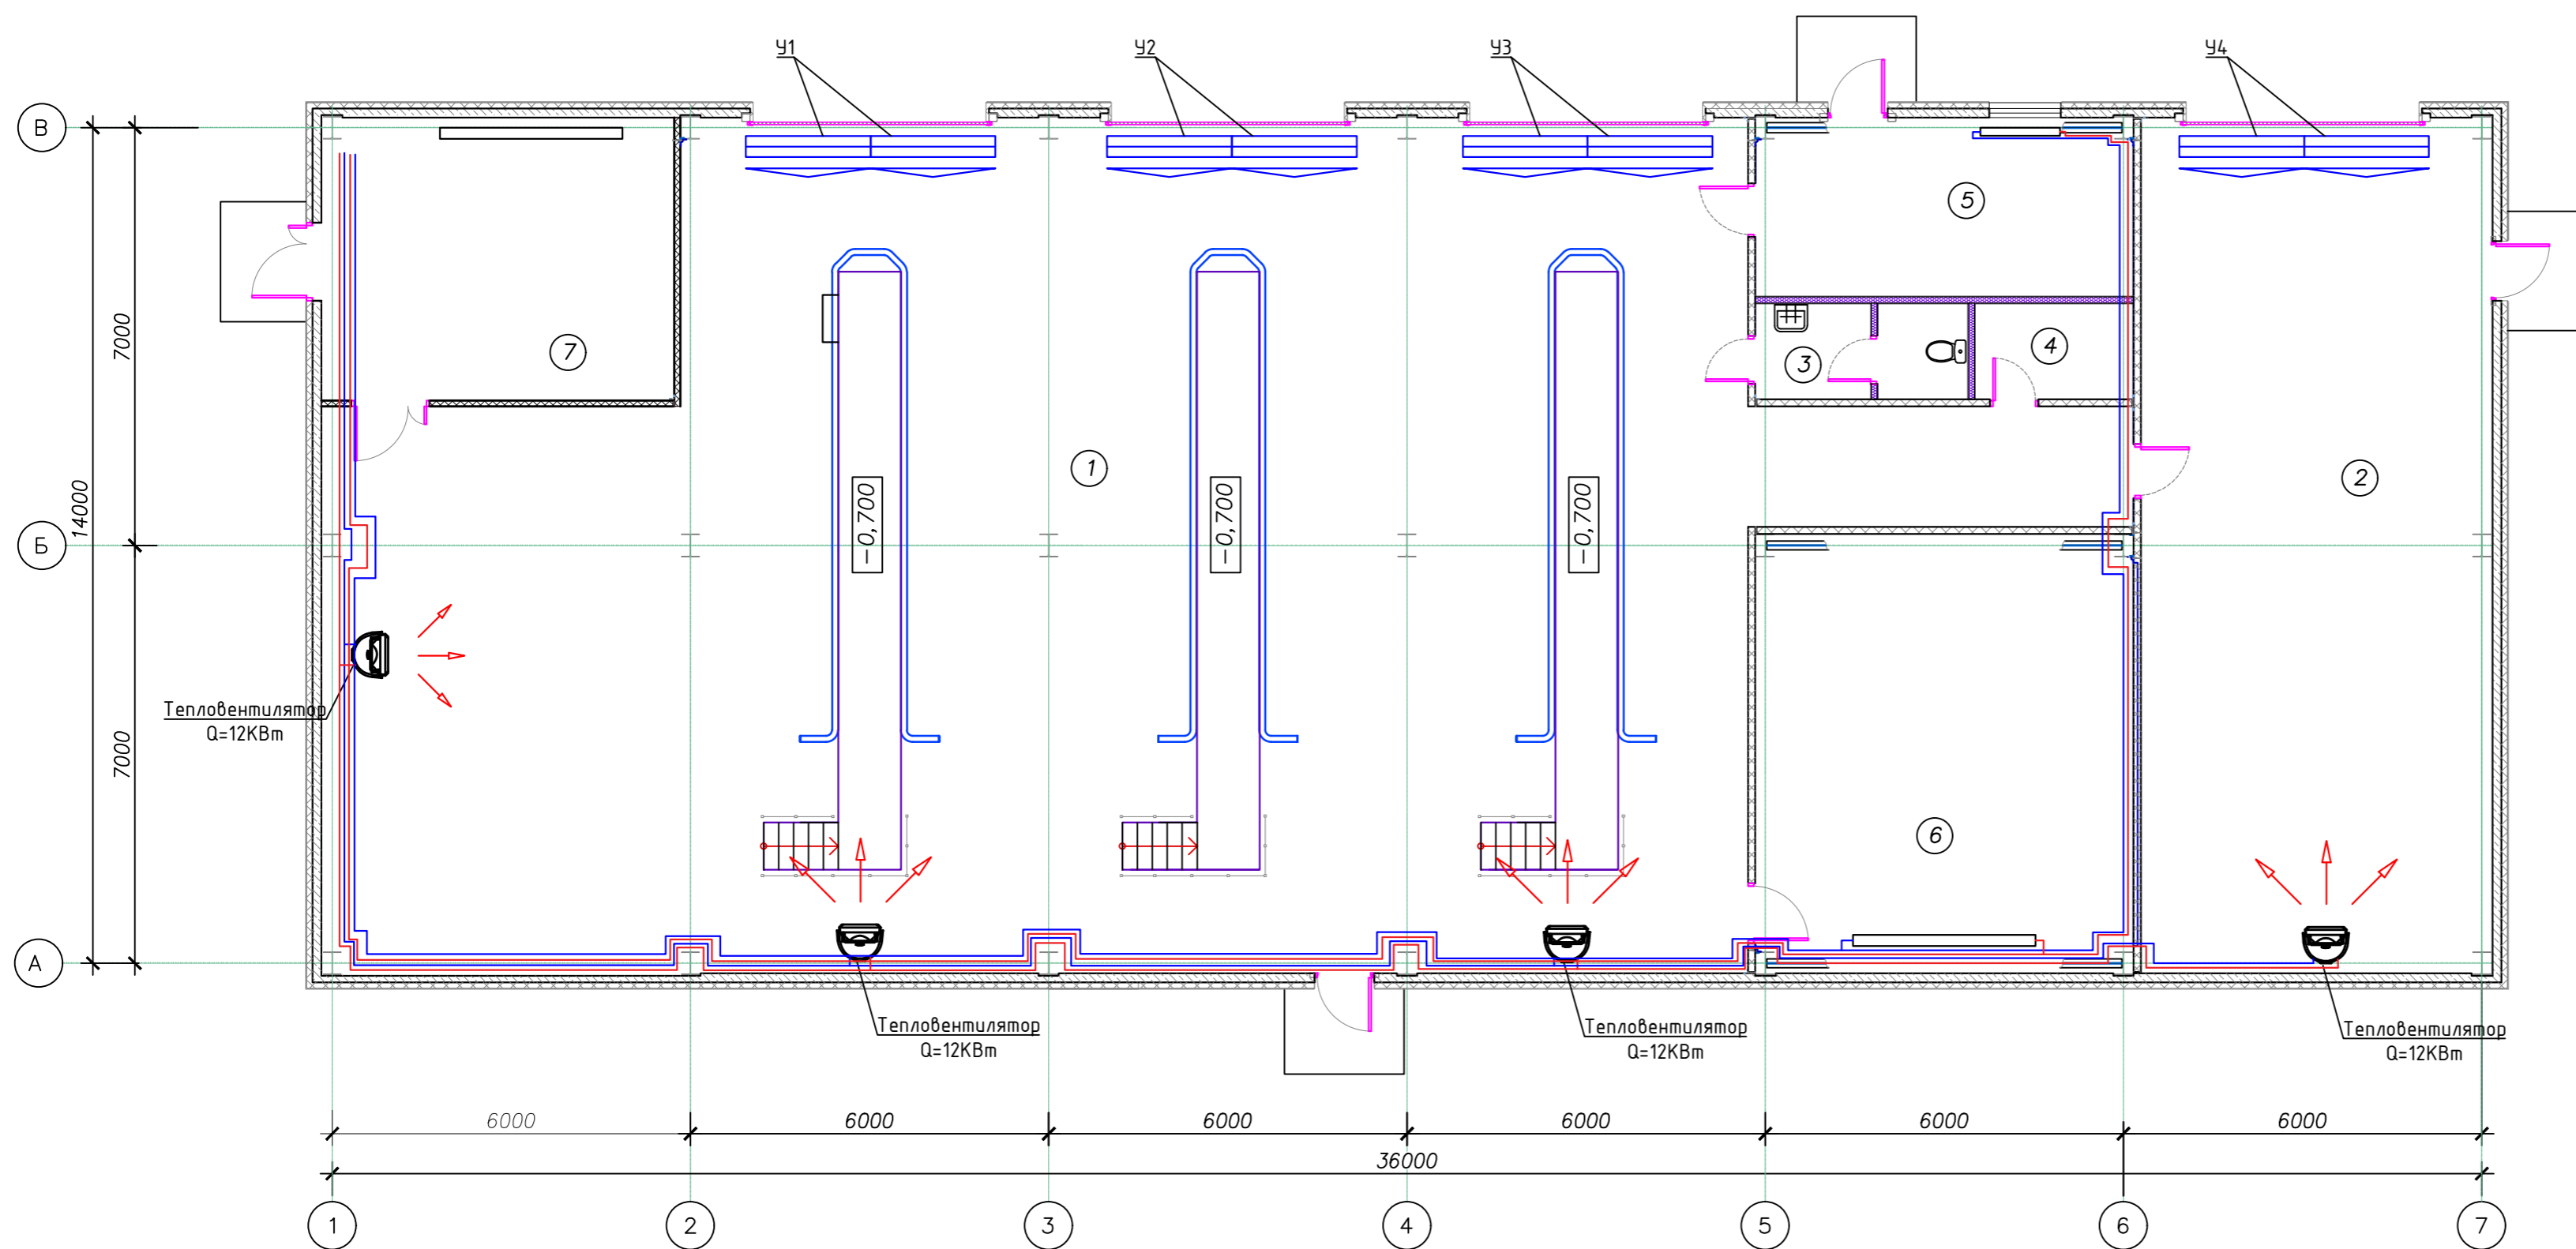 У1
У2
У3
У4
В
5
7000
7
3
4
14000
1
2
-0,700
-0,700
-0,700
Б
Тепловентилятор
Q=12КВт
7000
6
А
Тепловентилятор
Q=12КВт
Тепловентилятор
Q=12КВт
Тепловентилятор
Q=12КВт
6000
6000
6000
6000
6000
6000
36000
1
2
3
4
5
6
7